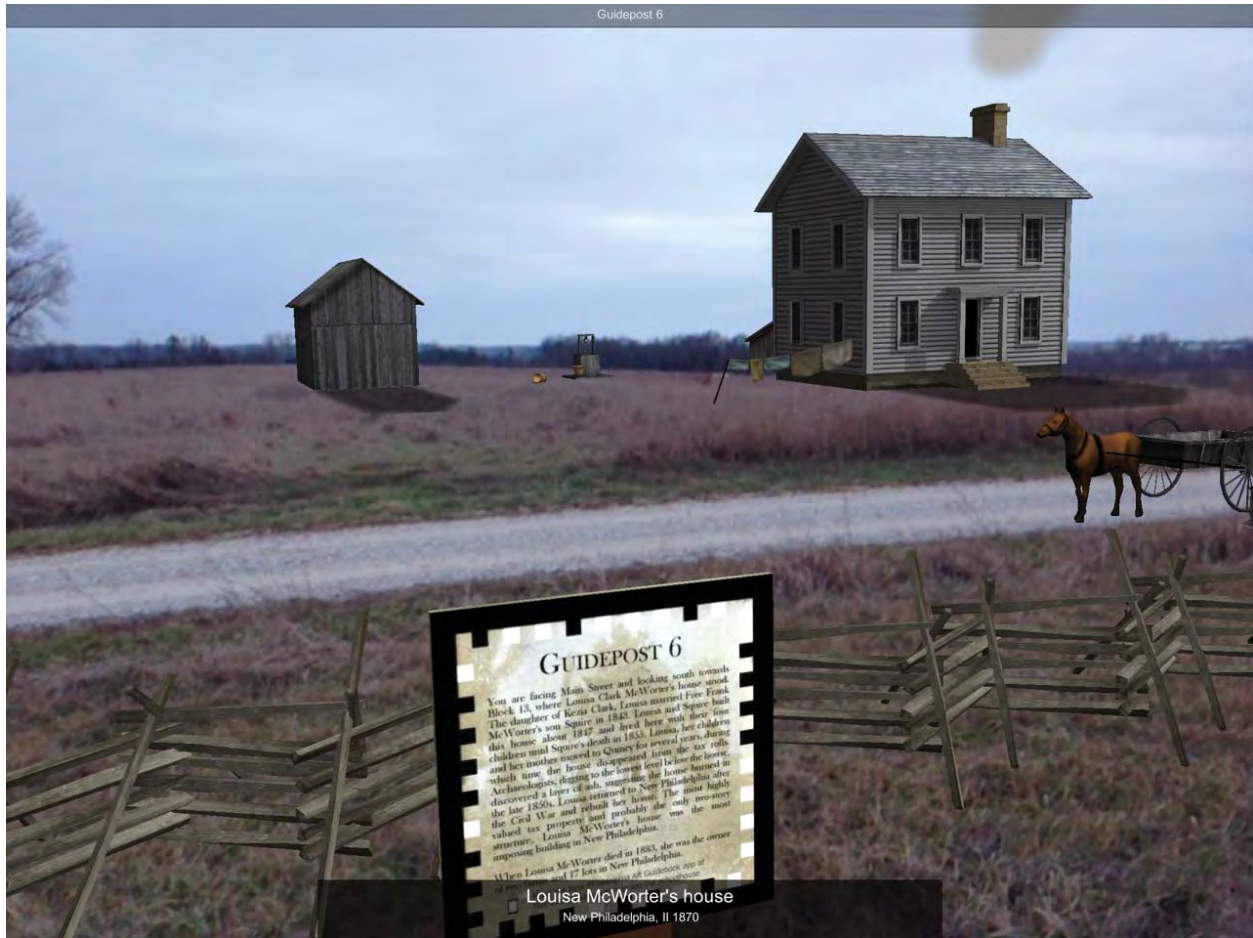 Guidepost 6
GUIDEPOST 6
You are facing Main Street and looking south towards
Block 13, where Louisa Clark McWorter's house stood.
The daughter of Kezia Clark, Louisa married Free Frank
McWorter's son Squire in 1843. Louisa and Squire built
this house about 1847 and lived here with their four
children until Squire's death in 1855. Louisa, her children
and her mother moved to Quincy for several years, during
which time the house disappeared from the tax rolls.
Archaeologists, digging to the lowest level below the house,
discovered a layer of ash, suggesting the home burned in
the late 1850s. Louisa returned to New Philadelphia after
the Civil War and rebuilt her house. The most highly
valued tax property and probably the only two-story
structure, Louisa McWorter's house was the most
imposing building in New Philadelphia.
When Louisa McWorter died in 1883, she was the owner
of two farms and 17 lots in New Philadelphia.
AR Guidebook app at
Louisa McWorter's house
New Philadelphia, Il 1870